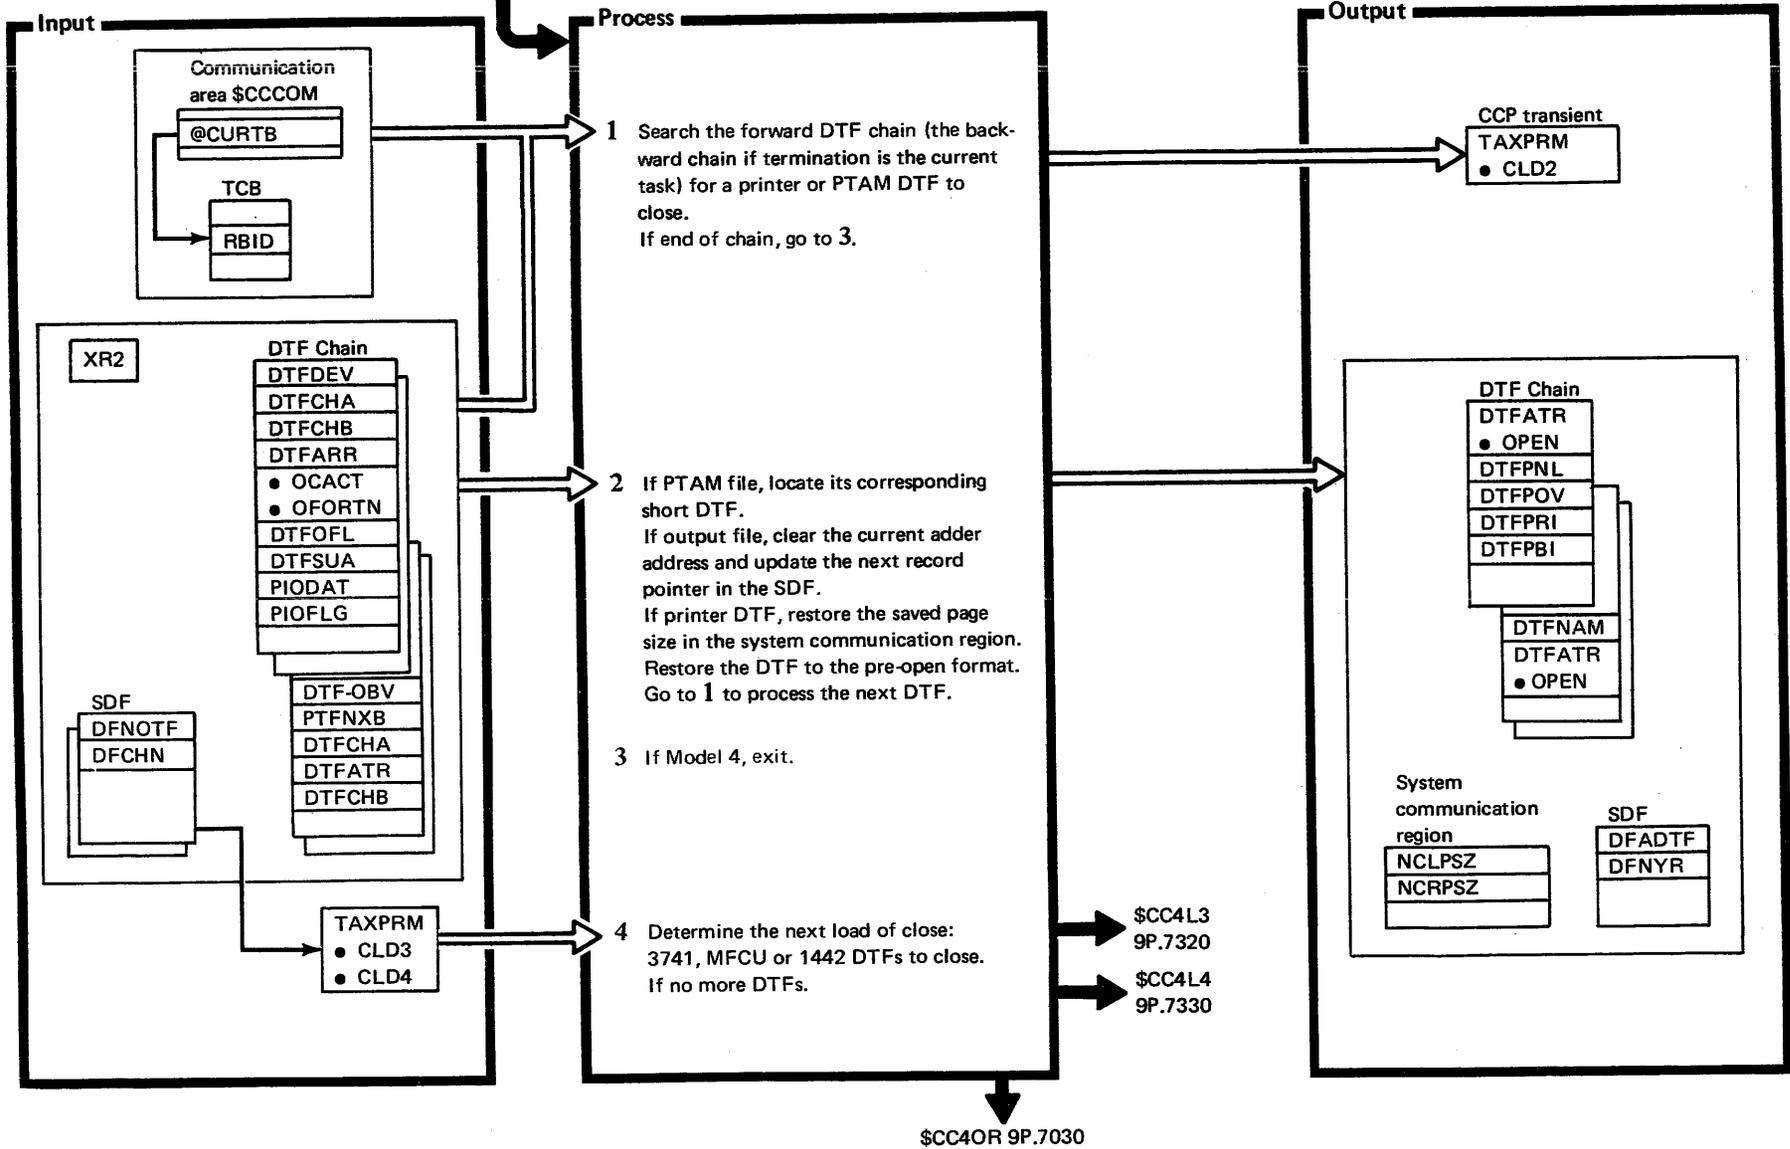 Input
Communication
area $CCCOM
@CURTB
TCB
RBID
XR2
DTF Chain
DTFDEV
DTFCHA
DTFCHB
DTFARR
● OCACT
● OFORTN
DTFOFL
DTFSUA
PIODAT
PIOFLG
DTF-OBV
PTFNXB
DTFCHA
DTFATR
DTFCHB
SDF
DFNOTF
DFCHN
TAXPRM
● CLD3
● CLD4
Process
1 Search the forward DTF chain (the back-
ward chain if termination is the current
task) for a printer or PTAM DTF to
close.
If end of chain, go to 3.
2 If PTAM file, locate its corresponding
short DTF.
If output file, clear the current adder
address and update the next record
pointer in the SDF.
If printer DTF, restore the saved page
size in the system communication region.
Restore the DTF to the pre-open format.
Go to 1 to process the next DTF.
3 If Model 4, exit.
4 Determine the next load of close:
3741, MFCU or 1442 DTFs to close.
If no more DTFs.
$CC4L3
9P.7320
$CC4L4
9P.7330
$CC4OR 9P.7030
Output
CCP transient
TAXPRM
● CLD2
DTF Chain
DTFATR
● OPEN
DTFPNL
DTFPOV
DTFPRI
DTFPBI
DTFNAM
DTFATR
● OPEN
System
communication
region
NCLPSZ
NCRPSZ
SDF
DFADTF
DFNYR